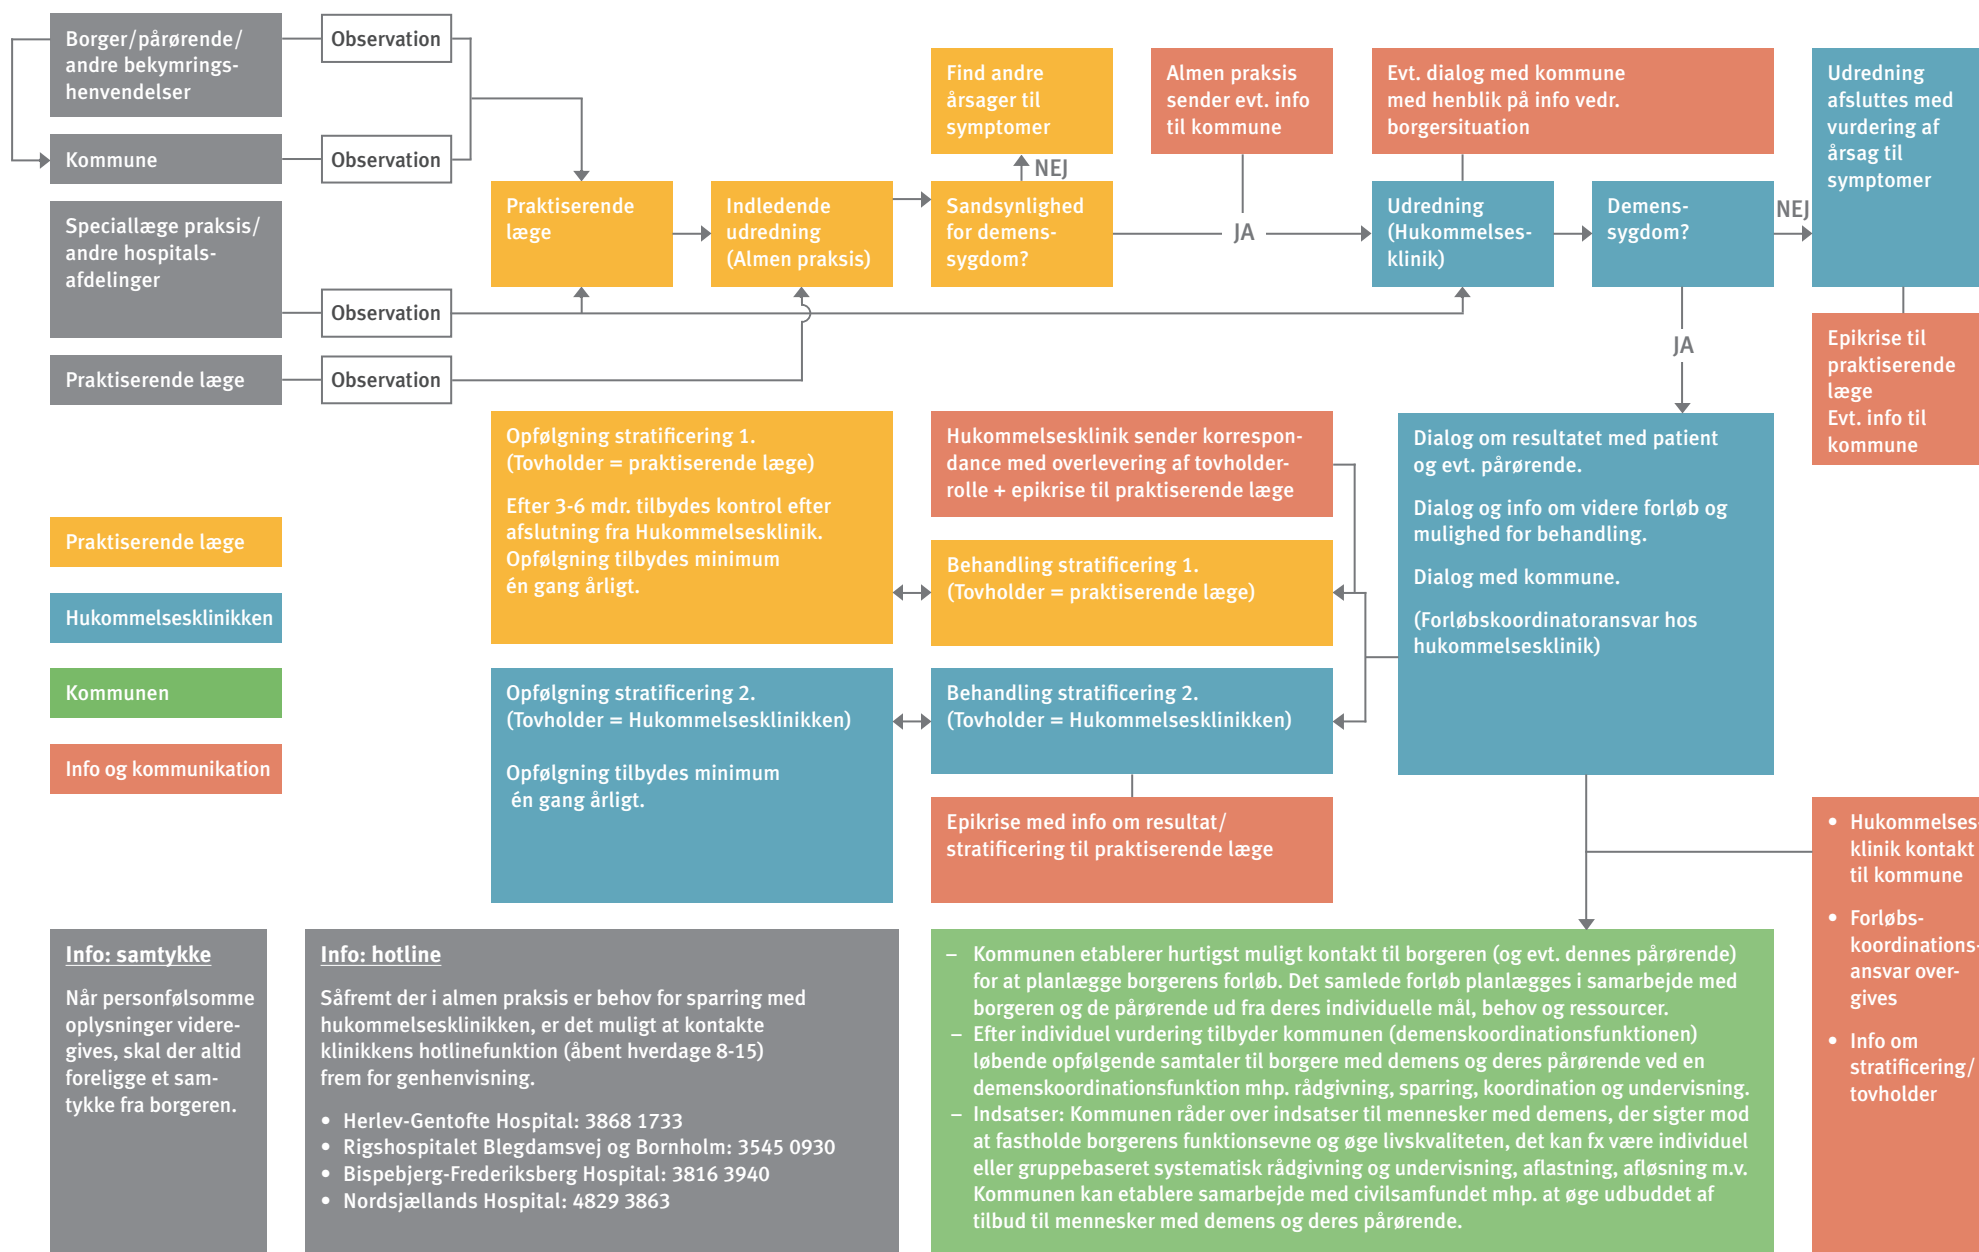 Borger/pårørende/
andre bekymrings-
henvendelser
Observation
Kommune
Observation
Speciallæge praksis/
andre hospitals-
afdelinger
Observation
Praktiserende læge
Observation
Praktiserende
læge
Indledende
udredning
(Almen praksis)
Find andre
årsager til
symptomer
NEJ
Sandsynlighed
for demens-
sygdom?
Almen praksis
sender evt. info
til kommune
JA
Evt. dialog med kommune
med henblik på info vedr.
borgersituation
Udredning
(Hukommelses-
klinik)
Demens-
sygdom?
NEJ
Udredning
afsluttes med
vurdering af
årsag til
symptomer
Epikrise til
praktiserende
læge
Evt. info til
kommune
JA
Opfølgning stratificering 1.
(Tovholder = praktiserende læge)
Efter 3-6 mdr. tilbydes kontrol efter
afslutning fra Hukommelsesklinik.
Opfølgning tilbydes minimum
én gang årligt.
Hukommelsesklinik sender korrespon-
dance med overlevering af tovholder-
rolle + epikrise til praktiserende læge
Behandling stratificering 1.
(Tovholder = praktiserende læge)
Dialog om resultatet med patient
og evt. pårørende.
Dialog og info om videre forløb og
mulighed for behandling.
Dialog med kommune.
(Forløbskoordinatoransvar hos
hukommelsesklinik)
Praktiserende læge
Hukommelsesklinikken
Kommunen
Info og kommunikation
Opfølgning stratificering 2.
(Tovholder = Hukommelsesklinikken)
Opfølgning tilbydes minimum
én gang årligt.
Behandling stratificering 2.
(Tovholder = Hukommelsesklinikken)
Epikrise med info om resultat/
stratificering til praktiserende læge
• Hukommelses-
klinik kontakt
til kommune
• Forløbs-
koordinations-
ansvar over-
gives
• Info om
stratificering/
tovholder
Info: samtykke
Når personfølsomme
oplysninger videre-
gives, skal der altid
foreligge et sam-
tykke fra borgeren.
Info: hotline
Såfremt der i almen praksis er behov for sparring med
hukommelsesklinikken, er det muligt at kontakte
klinikkens hotlinefunktion (åbent hverdage 8-15)
frem for genhenvisning.
• Herlev-Gentofte Hospital: 3868 1733
• Rigshospitalet Blegdamsvej og Bornholm: 3545 0930
• Bispebjerg-Frederiksberg Hospital: 3816 3940
• Nordsjællands Hospital: 4829 3863
– Kommunen etablerer hurtigst muligt kontakt til borgeren (og evt. dennes pårørende)
for at planlægge borgerens forløb. Det samlede forløb planlægges i samarbejde med
borgeren og de pårørende ud fra deres individuelle mål, behov og ressourcer.
– Efter individuel vurdering tilbyder kommunen (demenskoordinationsfunktionen)
løbende opfølgende samtaler til borgere med demens og deres pårørende ved en
demenskoordinationsfunktion mhp. rådgivning, sparring, koordination og undervisning.
– Indsatser: Kommunen råder over indsatser til mennesker med demens, der sigter mod
at fastholde borgerens funktionsevne og øge livskvaliteten, det kan fx være individuel
eller gruppebaseret systematisk rådgivning og undervisning, aflastning, afløsning m.v.
Kommunen kan etablere samarbejde med civilsamfundet mhp. at øge udbuddet af
tilbud til mennesker med demens og deres pårørende.